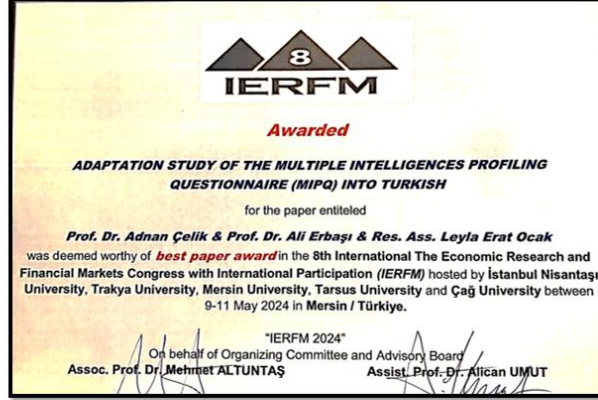 8
IERFM
Awarded
ADAPTATION STUDY OF THE MULTIPLE INTELLIGENCES PROFILING
QUESTIONNAIRE (MIPQ) INTO TURKISH
for the paper entiteled
Prof. Dr. Adnan Çelik & Prof. Dr. Ali Erbaşı & Res. Ass. Leyla Erat Ocak
was deemed worthy of best paper award in the 8th International The Economic Research and
Financial Markets Congress with International Participation (IERFM) hosted by İstanbul Nisantaşı
University, Trakya University, Mersin University, Tarsus University and Çağ University between
9-11 May 2024 in Mersin / Türkiye.
"IERFM 2024"
On behalf of Organizing Committee and Advisory Board
Assoc. Prof. Dr. Mehmet ALTUNTAŞ Assist. Prof. Dr. Alican UMUT